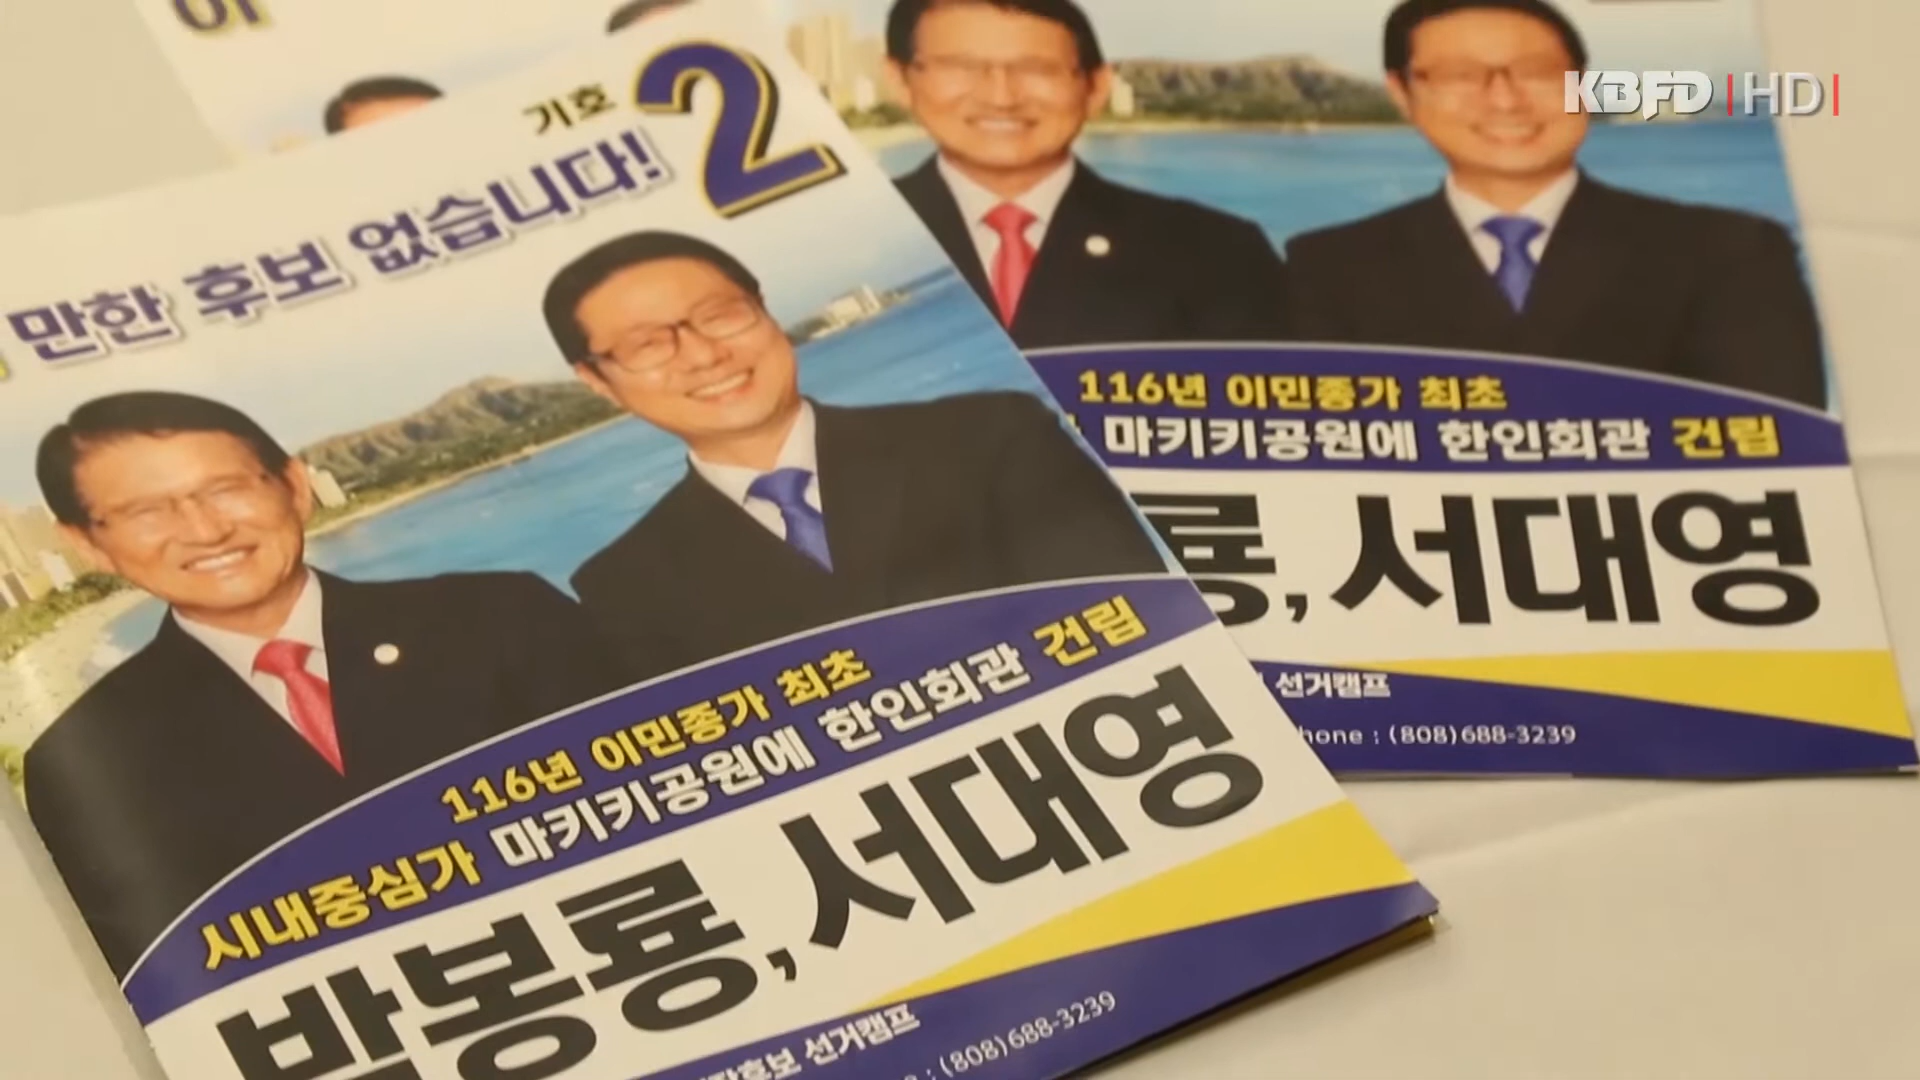 이
기호 2
만한 후보 없습니다!
116년 이민종가 최초
시내중심가 마키키공원에 한인회관 건립
박봉룡, 서대영
후보 선거캠프
: (808)688-3239
KBFD HD
116년 이민종가 최초
마키키공원에 한인회관 건립
룡, 서대영
선거캠프
hone : (808)688-3239